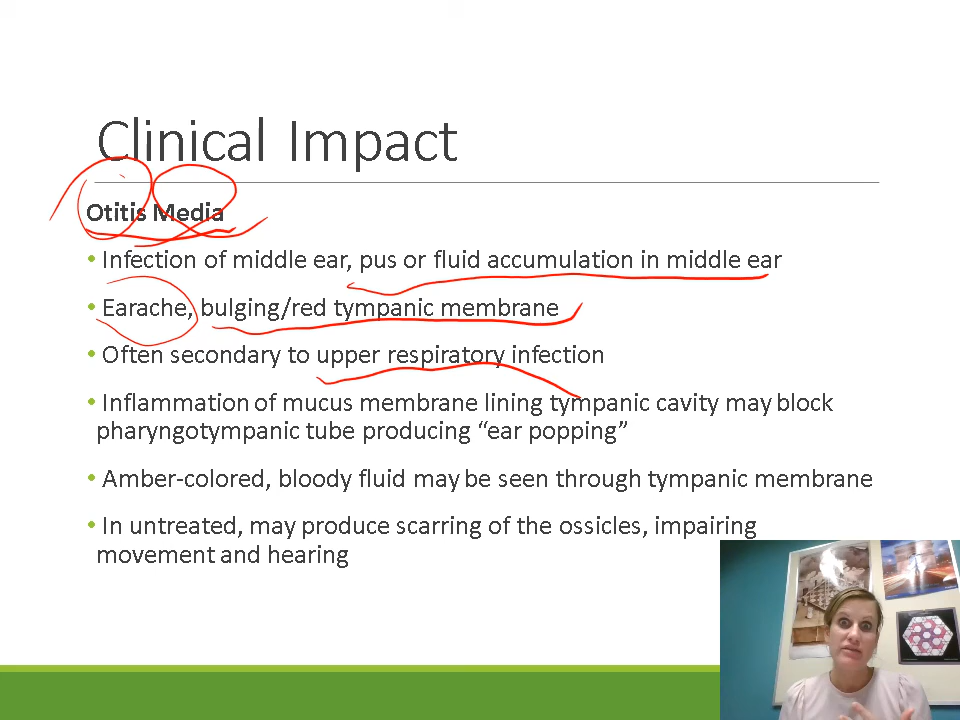 Clinical Impact
Otitis Media
• Infection of middle ear, pus or fluid accumulation in middle ear
• Earache, bulging/red tympanic membrane
• Often secondary to upper respiratory infection
• Inflammation of mucus membrane lining tympanic cavity may block
pharyngotympanic tube producing “ear popping”
• Amber-colored, bloody fluid may be seen through tympanic membrane
• In untreated, may produce scarring of the ossicles, impairing
movement and hearing